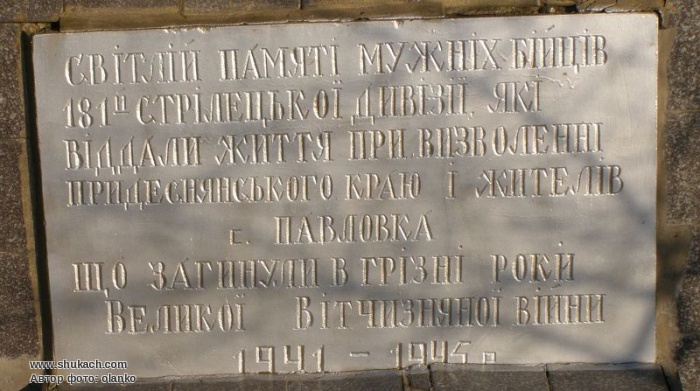 СВІТЛІЙ ПАМЯТІ МУЖНІХ БІЙЦІВ
181й СТРІЛЕЦЬКОЇ ДИВІЗІЇ, ЯКІ
ВІДДАЛИ ЖИТТЯ ПРИ ВИЗВОЛЕННІ
ПРИДЕСНЯНСЬКОГО КРАЮ І ЖИТЕЛІВ
с. ПАВЛОВКА
ЩО ЗАГИНУЛИ В ГРІЗНІ РОКИ
ВЕЛИКОЇ ВІТЧИЗНЯНОЇ ВІЙНИ
1941 – 1945 р
www.shukach.com
Автор фото: olanko